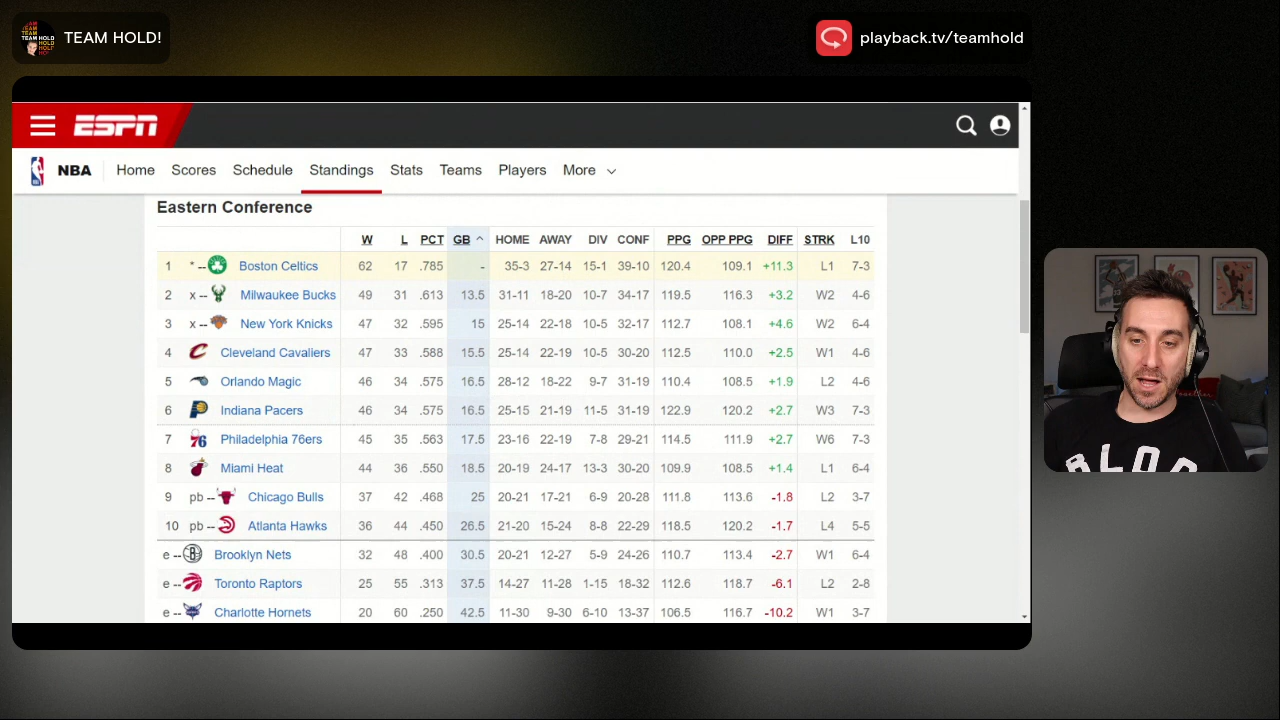 TEAM HOLD!
playback.tv/teamhold
ESPN
NBA Home Scores Schedule Standings Stats Teams Players More
Eastern Conference
W L PCT GB HOME AWAY DIV CONF PPG OPP PPG DIFF STRK L10
1 * -- Boston Celtics 62 17 .785 - 35-3 27-14 15-1 39-10 120.4 109.1 +11.3 L1 7-3
2 x -- Milwaukee Bucks 49 31 .613 13.5 31-11 18-20 10-7 34-17 119.5 116.3 +3.2 W2 4-6
3 x -- New York Knicks 47 32 .595 15 25-14 22-18 10-5 32-17 112.7 108.1 +4.6 W2 6-4
4 Cleveland Cavaliers 47 33 .588 15.5 25-14 22-19 10-5 30-20 112.5 110.0 +2.5 W1 4-6
5 Orlando Magic 46 34 .575 16.5 28-12 18-22 9-7 31-19 110.4 108.5 +1.9 L2 4-6
6 Indiana Pacers 46 34 .575 16.5 25-15 21-19 11-5 31-19 122.9 120.2 +2.7 W3 7-3
7 Philadelphia 76ers 45 35 .563 17.5 23-16 22-19 7-8 29-21 114.5 111.9 +2.7 W6 7-3
8 Miami Heat 44 36 .550 18.5 20-19 24-17 13-3 30-20 109.9 108.5 +1.4 L1 6-4
9 pb -- Chicago Bulls 37 42 .468 25 20-21 17-21 6-9 20-28 111.8 113.6 -1.8 L2 3-7
10 pb -- Atlanta Hawks 36 44 .450 26.5 21-20 15-24 8-8 22-29 118.5 120.2 -1.7 L4 5-5
e -- Brooklyn Nets 32 48 .400 30.5 20-21 12-27 5-9 24-26 110.7 113.4 -2.7 W1 6-4
e -- Toronto Raptors 25 55 .313 37.5 14-27 11-28 1-15 18-32 112.6 118.7 -6.1 L2 2-8
e -- Charlotte Hornets 20 60 .250 42.5 11-30 9-30 6-10 13-37 106.5 116.7 -10.2 W1 3-7